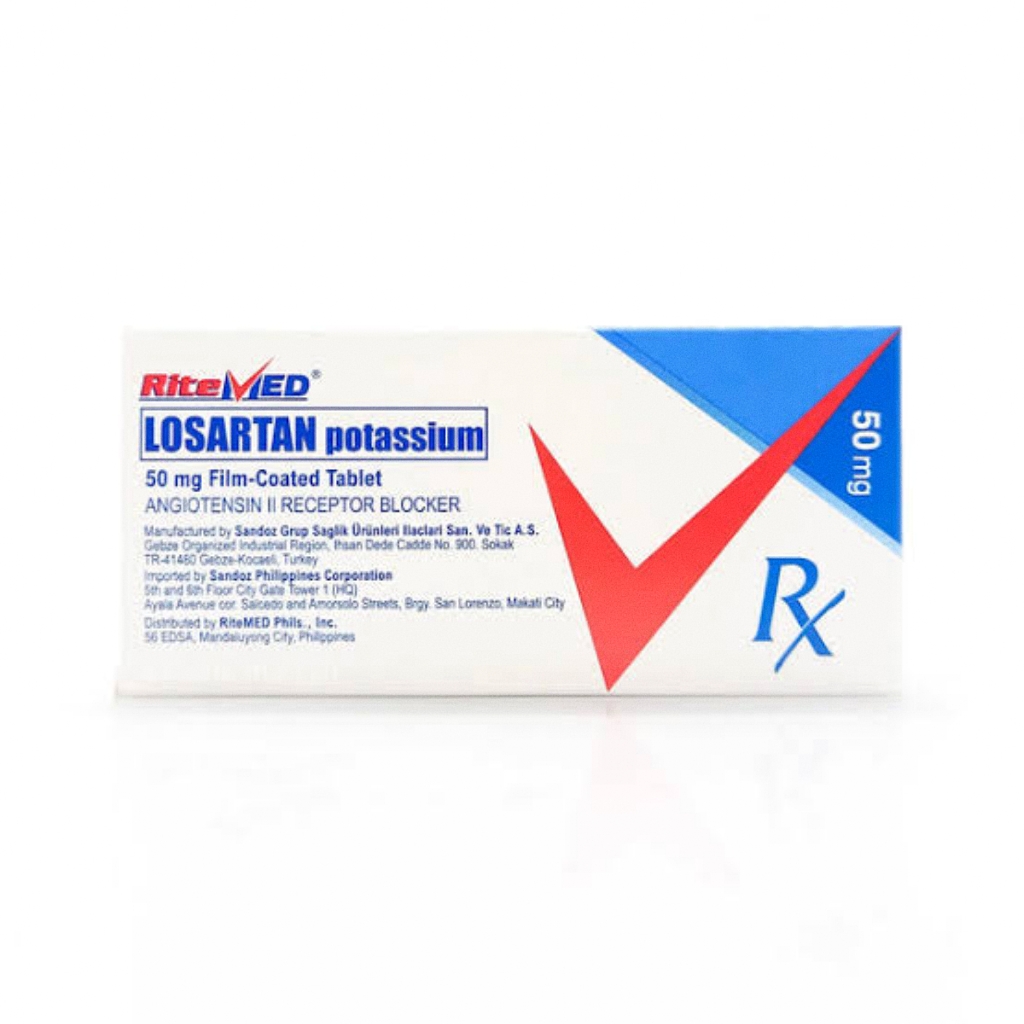 RiteMED®
LOSARTAN potassium
50 mg Film-Coated Tablet
ANGIOTENSIN II RECEPTOR BLOCKER
Manufactured by Sandoz Grup Saglik Ürünleri Ilaclari San. Ve Tic A.S.
Gebze Organized Industrial Region, Ihsan Dede Cadde No. 900. Sokak
TR-41480 Gebze-Kocaeli, Turkey
Imported by Sandoz Philippines Corporation
5th and 6th Floor City Gate Tower 1 (HQ)
Ayala Avenue cor. Salcedo and Amorsolo Streets, Brgy. San Lorenzo, Makati City
Distributed by RiteMED Phils., Inc.
56 EDSA, Mandaluyong City, Philippines
50 mg
Rx